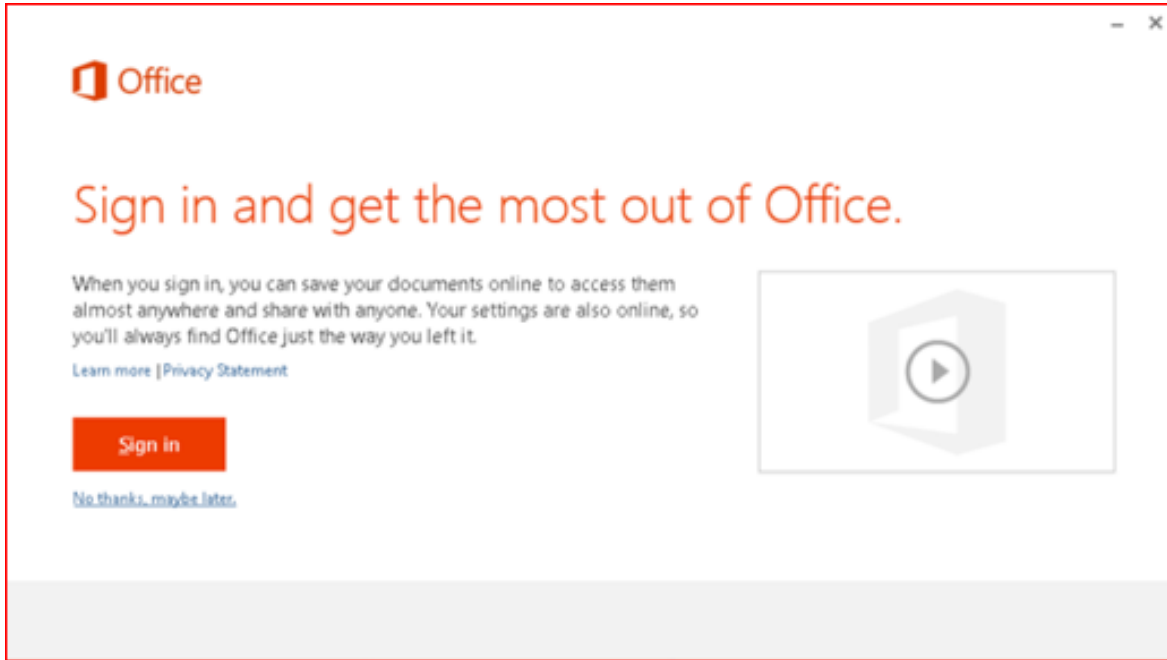 Office
Sign in and get the most out of Office.
When you sign in, you can save your documents online to access them
almost anywhere and share with anyone. Your settings are also online, so
you'll always find Office just the way you left it.
Learn more | Privacy Statement
Sign in
No thanks, maybe later.